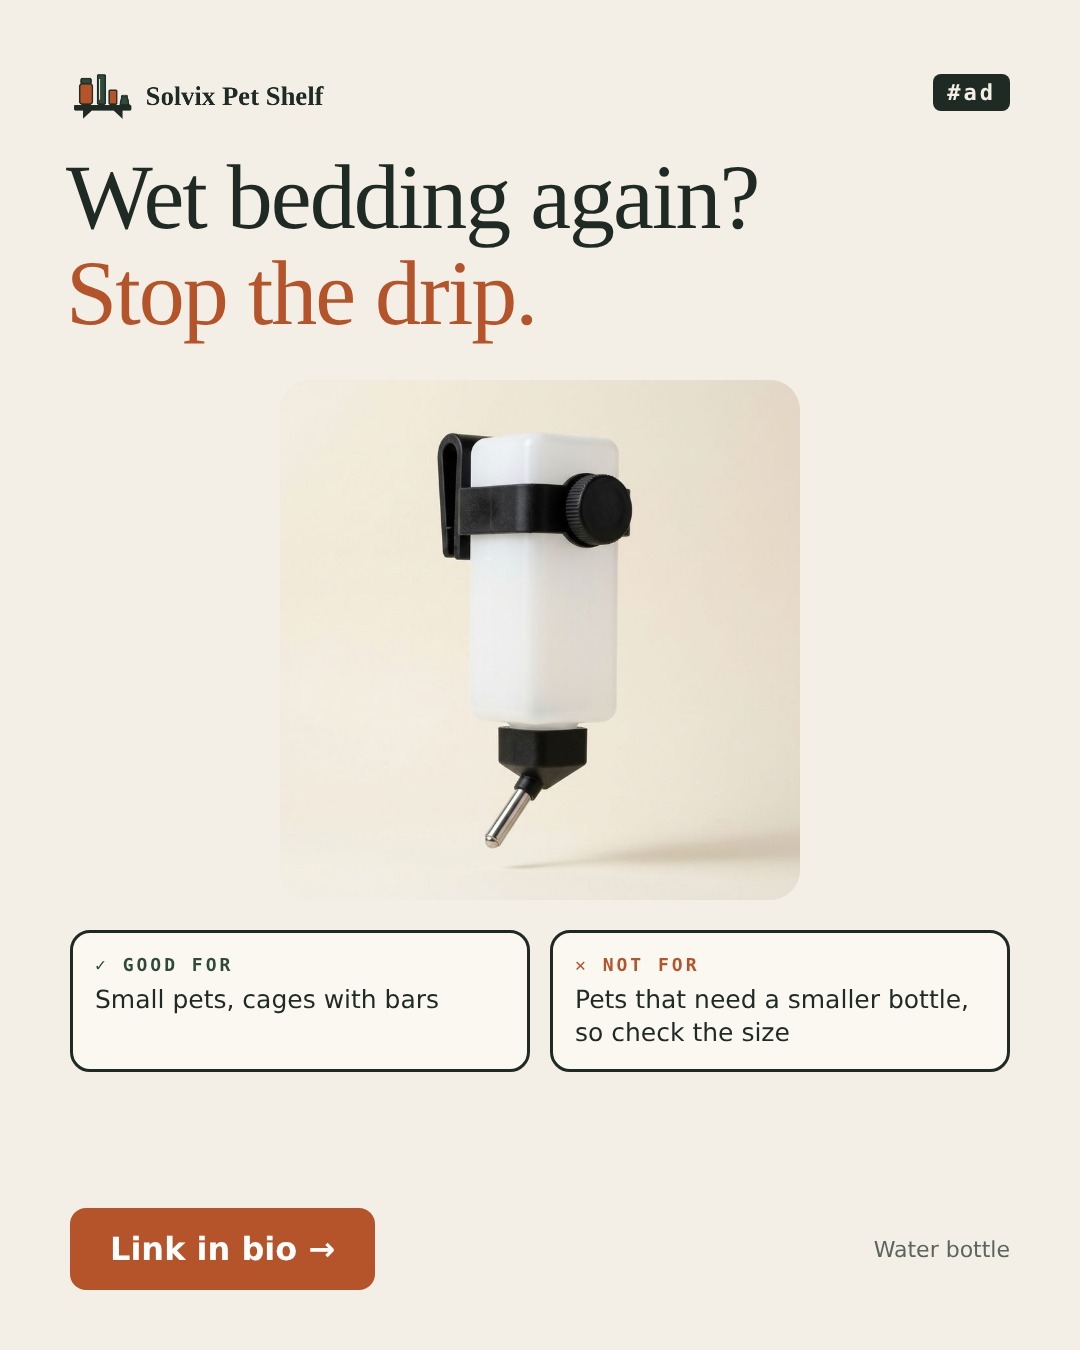 Solvix Pet Shelf
#ad
Wet bedding again?
Stop the drip.
✓ GOOD FOR
Small pets, cages with bars
✕ NOT FOR
Pets that need a smaller bottle,
so check the size
Link in bio →
Water bottle